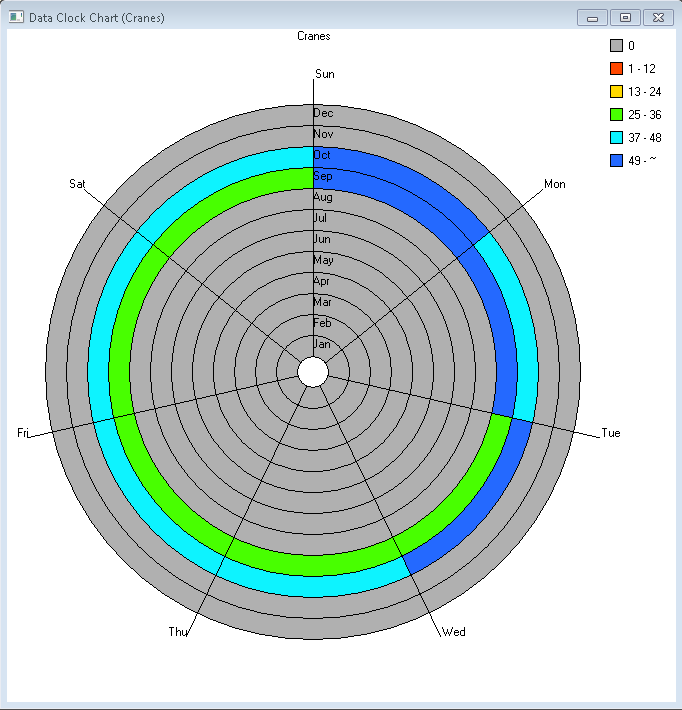 Data Clock Chart (Cranes)
Cranes
0
1 - 12
13 - 24
25 - 36
37 - 48
49 - ~
Sun
Dec
Nov
Oct
Sep
Aug
Jul
Jun
May
Apr
Mar
Feb
Jan
Mon
Tue
Wed
Thu
Fri
Sat